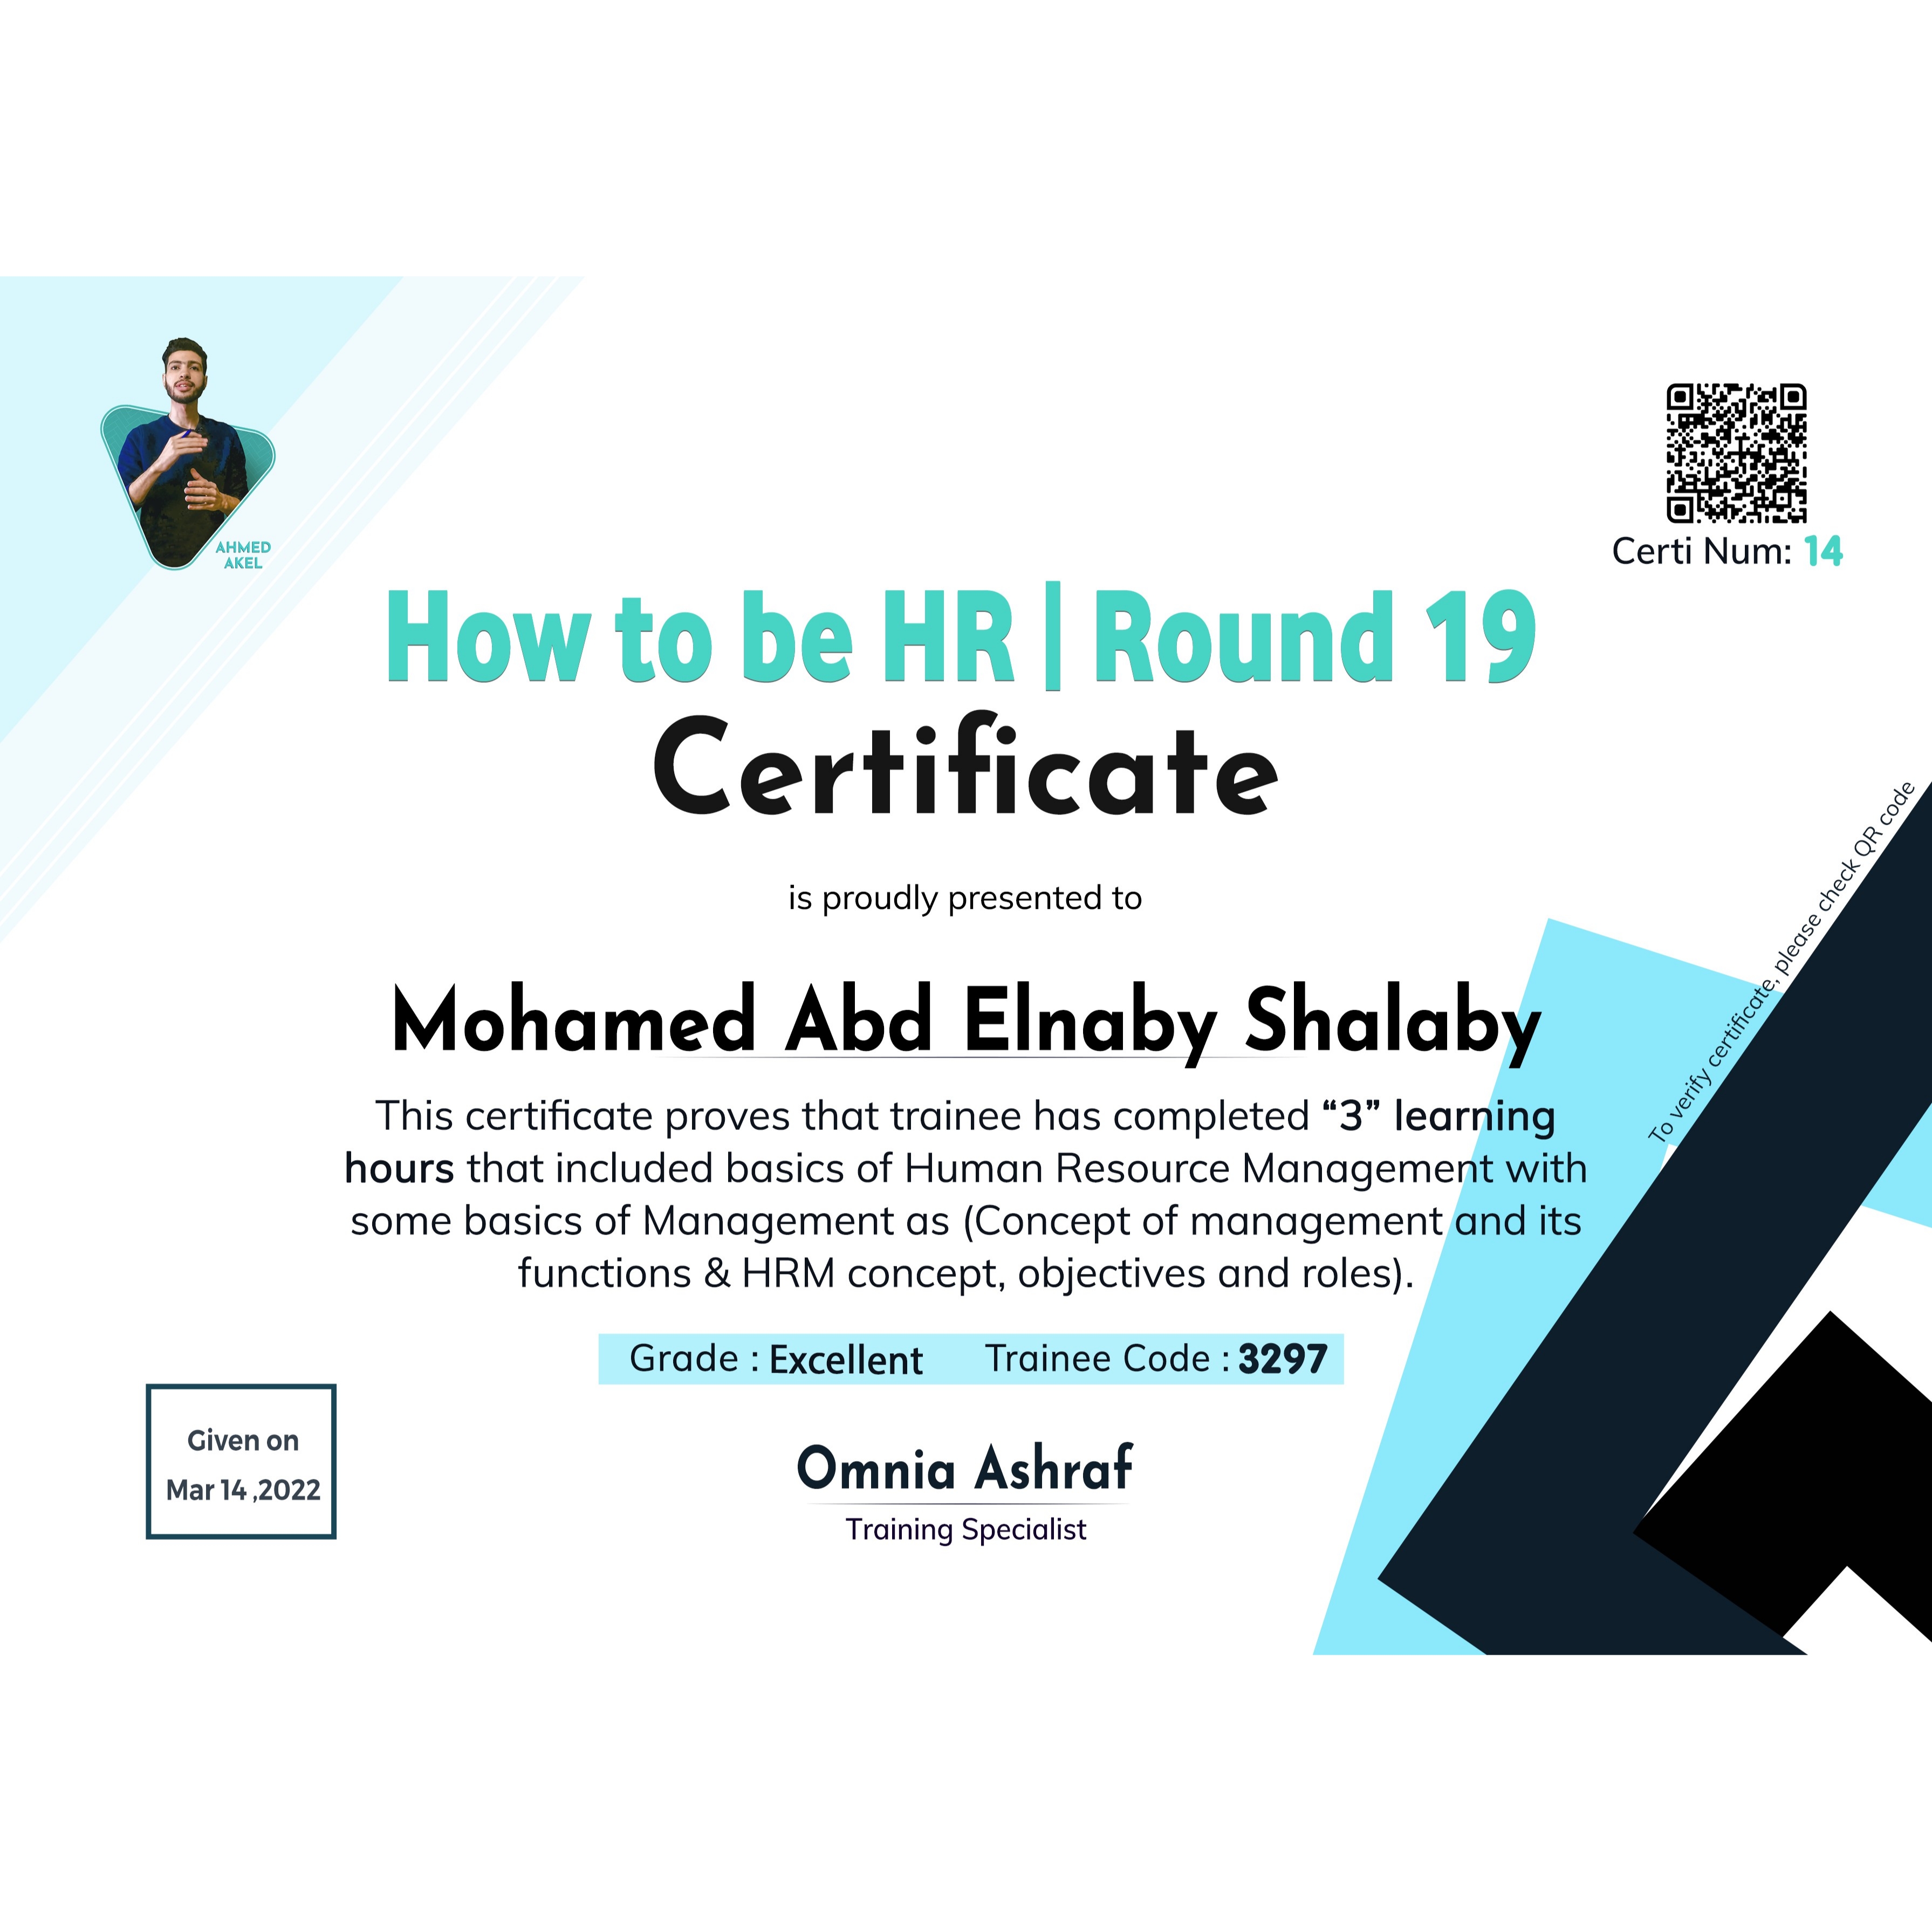 AHMED
AKEL
Certi Num: 14
How to be HR | Round 19
Certificate
is proudly presented to
Mohamed Abd Elnaby Shalaby
This certificate proves that trainee has completed “3” learning
hours that included basics of Human Resource Management with
some basics of Management as (Concept of management and its
functions & HRM concept, objectives and roles).
Grade : Excellent Trainee Code : 3297
Given on
Mar 14 ,2022
Omnia Ashraf
Training Specialist
To verify certificate, please check QR code